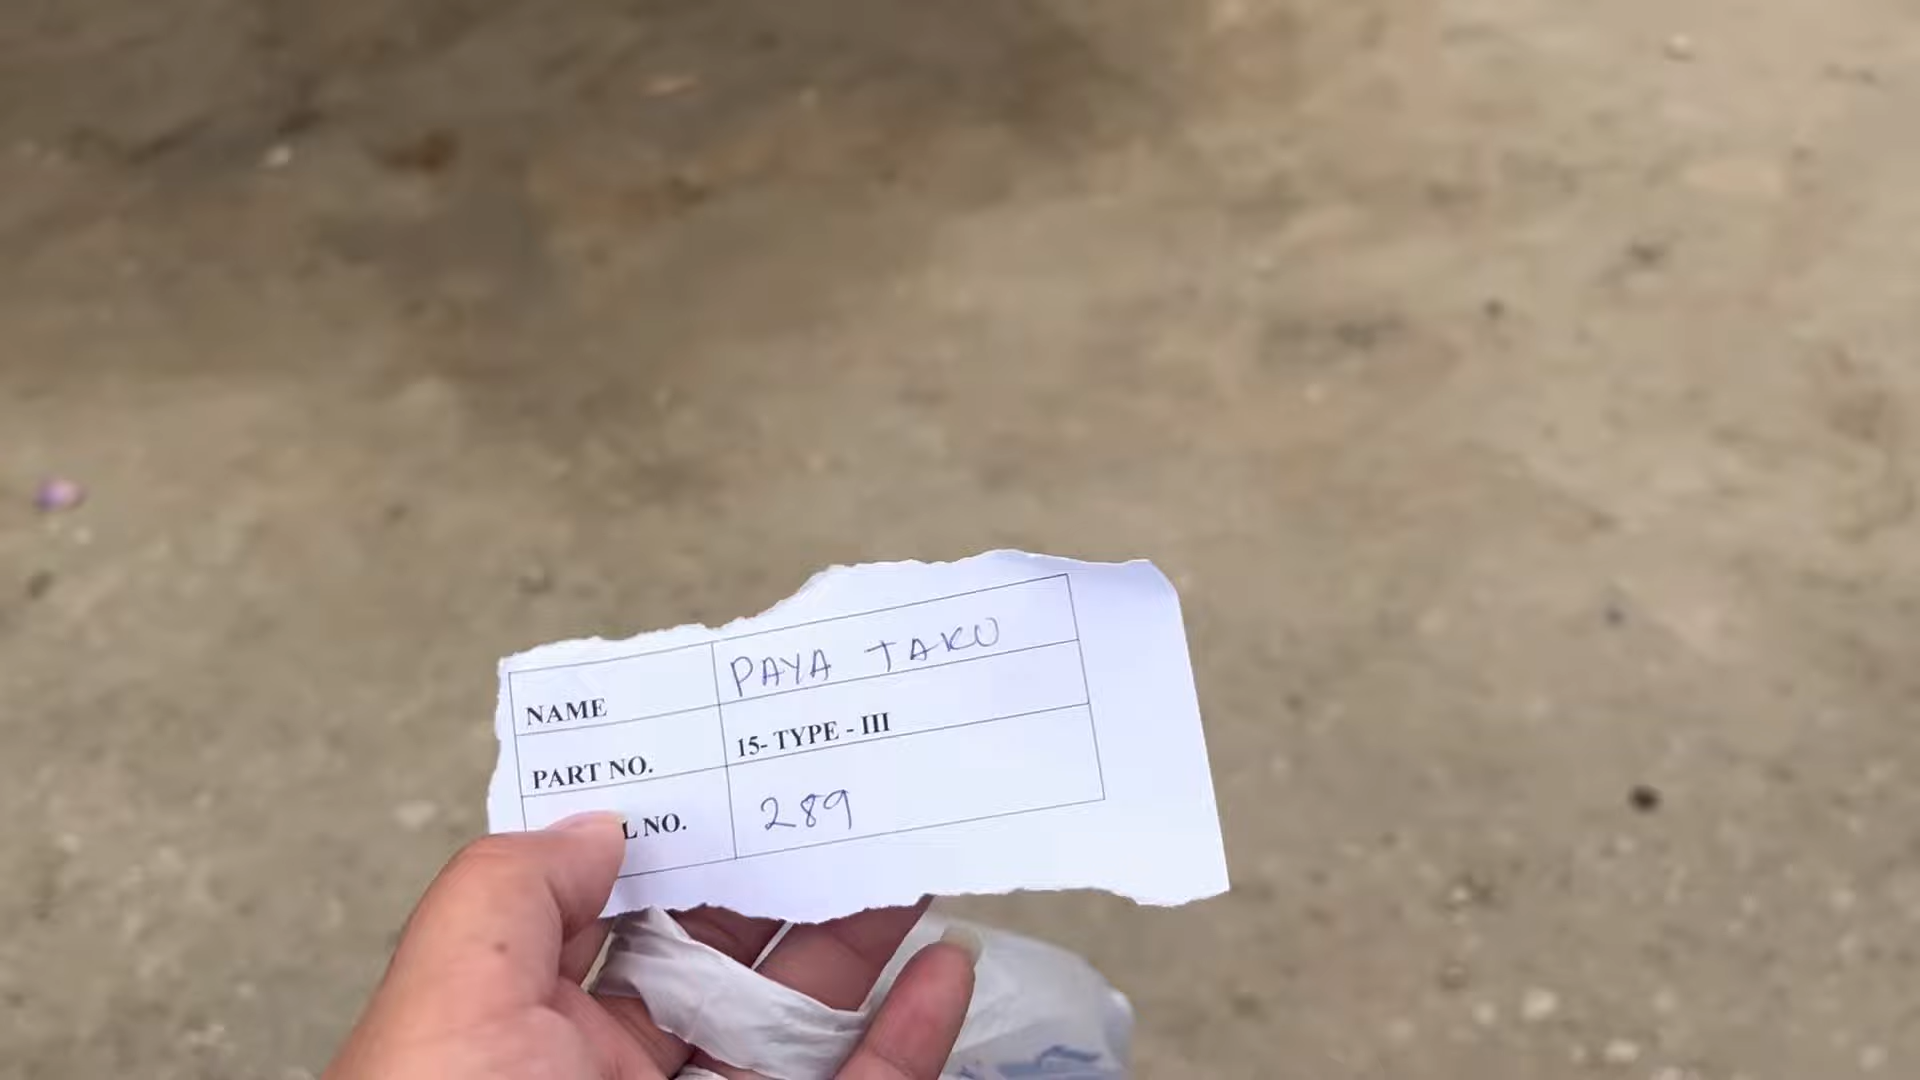 NAME PAYA TAKU
PART NO. 15- TYPE - III
L NO. 289